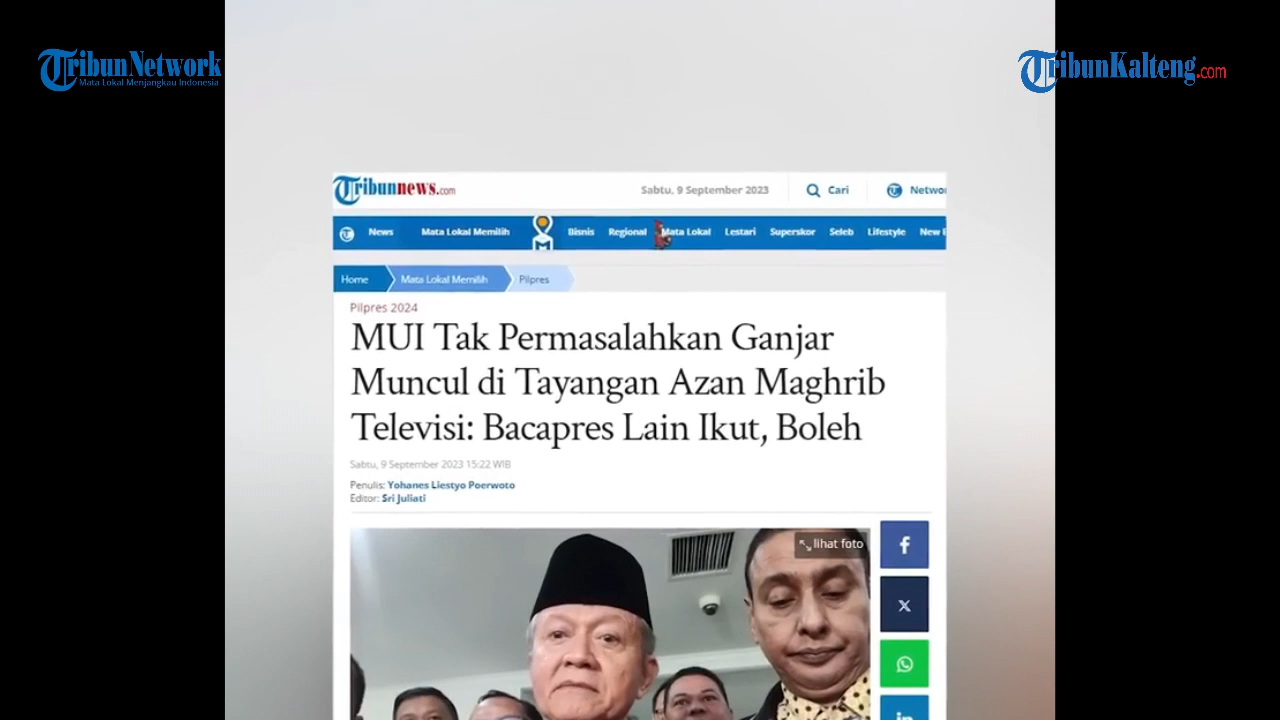 TribunNetwork
Mata Lokal Menjangkau Indonesia
TribunKalteng.com
Tribunnews.com
Sabtu, 9 September 2023
Cari
Networ
News
Mata Lokal Memilih
Bisnis
Regional
Mata Lokal
Lestari
Superskor
Seleb
Lifestyle
New
Home
Mata Lokal Memilih
Pilpres
Pilpres 2024
MUI Tak Permasalahkan Ganjar
Muncul di Tayangan Azan Maghrib
Televisi: Bacapres Lain Ikut, Boleh
Sabtu, 9 September 2023 15:22 WIB
Penulis: Yohanes Liestyo Poerwoto
Editor: Sri Juliati
lihat foto